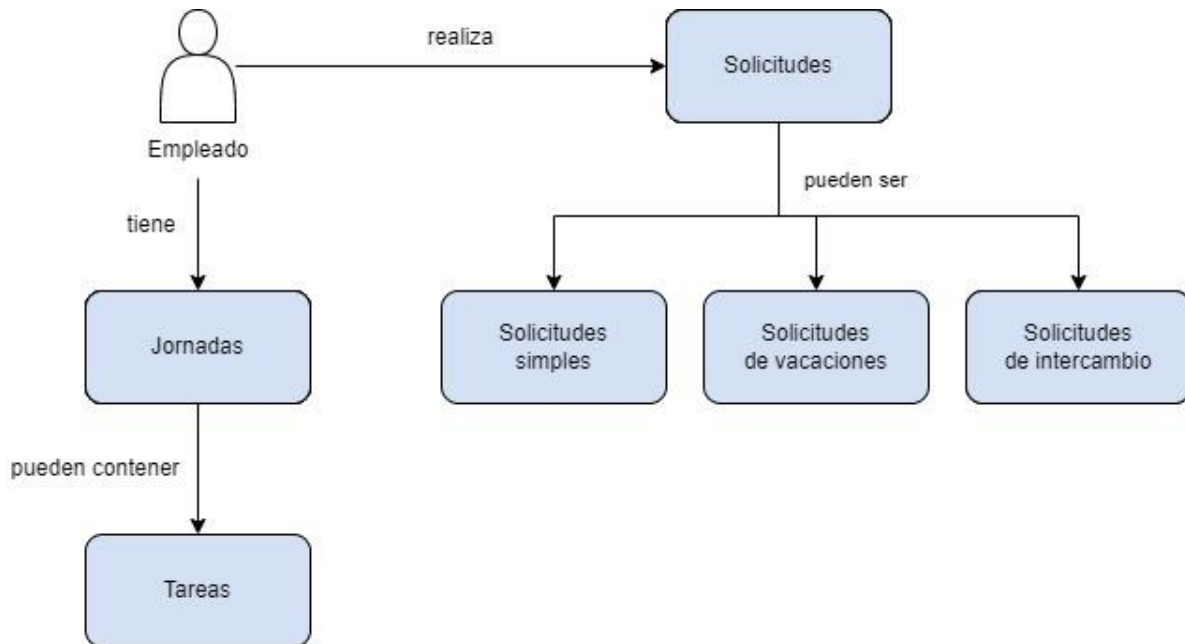 realiza
Solicitudes
Empleado
pueden ser
tiene
Jornadas
Solicitudes
simples
Solicitudes
de vacaciones
Solicitudes
de intercambio
pueden contener
Tareas